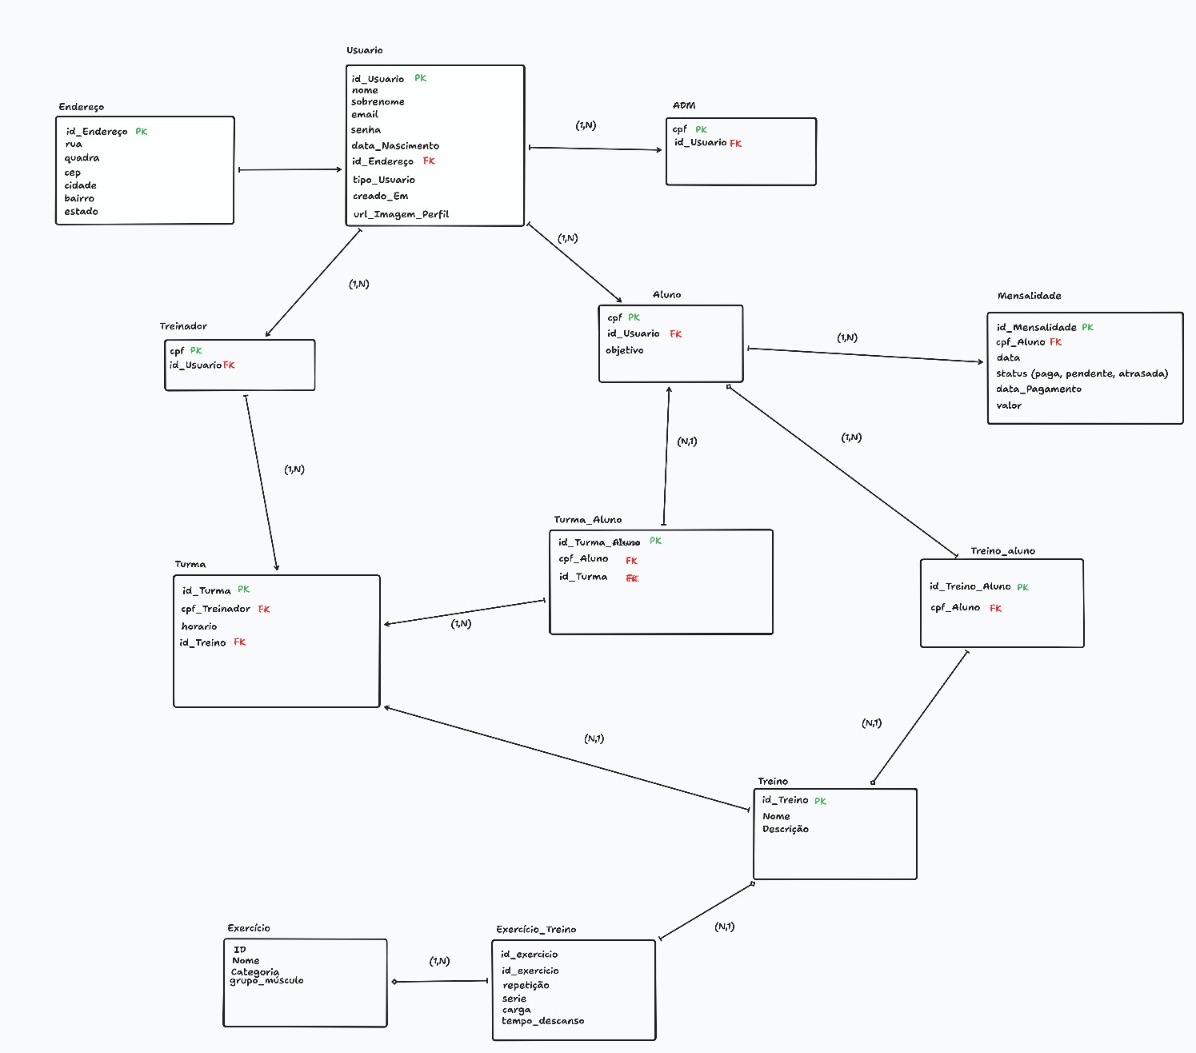 Usuario
id_Usuario PK
nome
sobrenome
email
senha
data_Nascimento
id_Endereço FK
tipo_Usuario
creado_Em
url_Imagem_Perfil
Endereço
id_Endereço PK
rua
quadra
cep
cidade
bairro
estado
(1,N)
ADM
cpf PK
id_Usuario FK
(1,N)
(1,N)
Treinador
cpf PK
id_Usuario FK
Aluno
cpf PK
id_Usuario FK
objetivo
(1,N)
Mensalidade
id_Mensalidade PK
cpf_Aluno FK
data
status (paga, pendente, atrasada)
data_Pagamento
valor
(1,N)
(N,1)
(1,N)
Turma
id_Turma PK
cpf_Treinador FK
horario
id_Treino FK
(1,N)
Turma_Aluno
id_Turma_Aluno PK
cpf_Aluno FK
id_Turma FK
Treino_aluno
id_Treino_Aluno PK
cpf_Aluno FK
(N,1)
(N,1)
Treino
id_Treino PK
Nome
Descrição
(N,1)
Exercício
ID
Nome
Categoria
grupo_músculo
(1,N)
Exercício_Treino
id_exercicio
id_exercicio
repetição
serie
carga
tempo_descanso